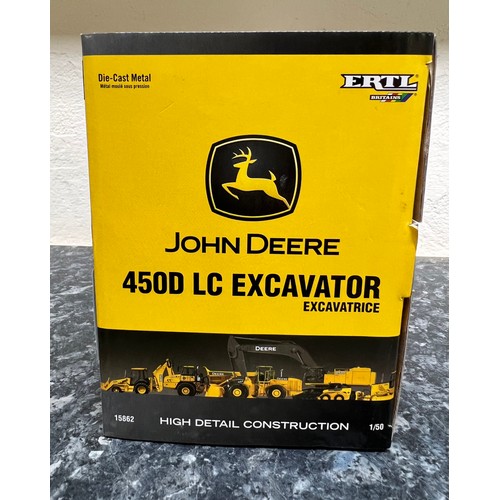 Die-Cast Metal
Métal moulé sous pression
ERTL
BRITAINS
JOHN DEERE
450D LC EXCAVATOR
EXCAVATRICE
DEERE
15862
HIGH DETAIL CONSTRUCTION
1/50